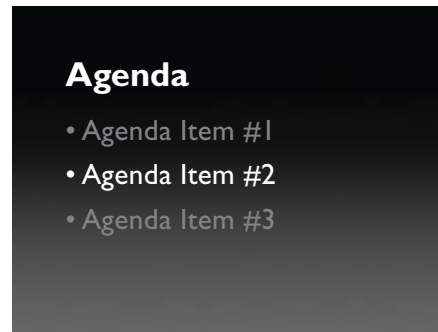 Agenda
• Agenda Item #1
• Agenda Item #2
• Agenda Item #3